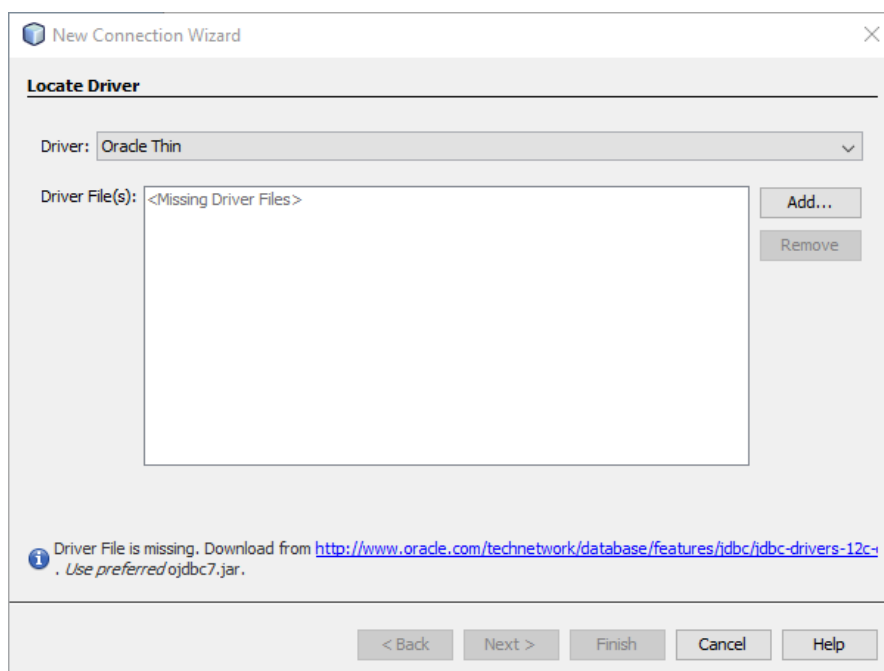 New Connection Wizard
Locate Driver
Driver: Oracle Thin
Driver File(s): <Missing Driver Files>
Add...
Remove
Driver File is missing. Download from http://www.oracle.com/technetwork/database/features/jdbc/jdbc-drivers-12c-
. Use preferred ojdbc7.jar.
< Back Next > Finish Cancel Help